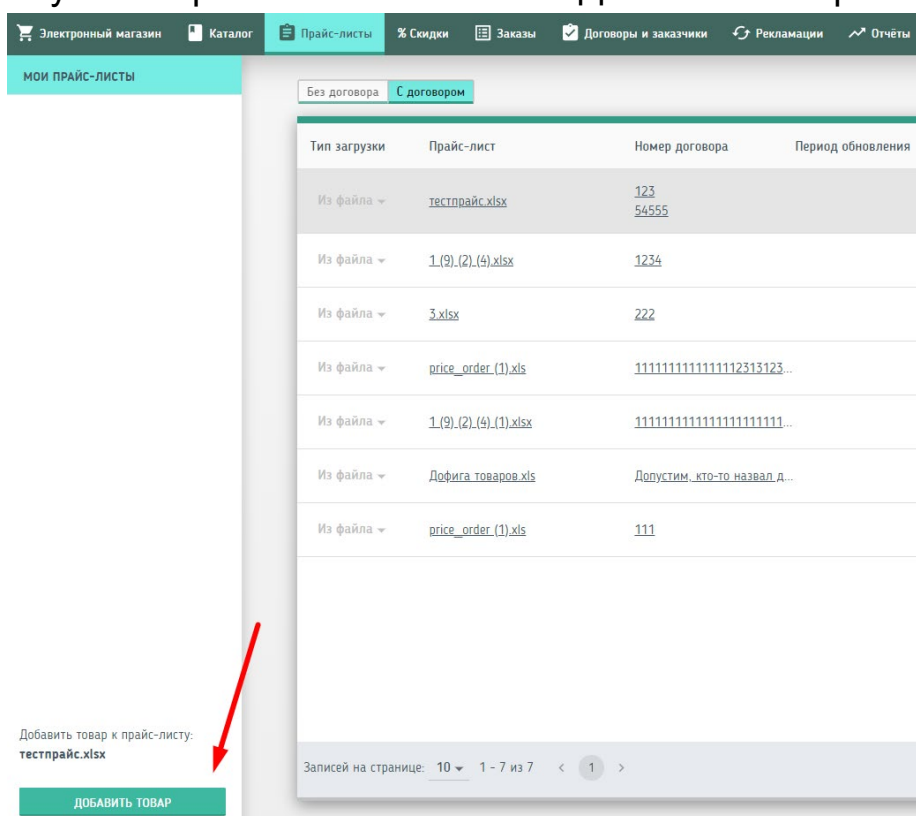 Электронный магазин Каталог Прайс-листы % Скидки Заказы Договоры и заказчики Рекламации Отчёты
МОИ ПРАЙС-ЛИСТЫ
Без договора С договором
Тип загрузки Прайс-лист Номер договора Период обновления
Из файла тестпрайс.xlsx 123
54555
Из файла 1 (9) (2) (4).xlsx 1234
Из файла 3.xlsx 222
Из файла price_order (1).xls 1111111111111112313123...
Из файла 1 (9) (2) (4) (1).xlsx 1111111111111111111111...
Из файла Дофига товаров.xls Допустим, кто-то назвал д...
Из файла price_order (1).xls 111
Добавить товар к прайс-листу:
тестпрайс.xlsx
Записей на странице: 10 1 - 7 из 7 < 1 >
ДОБАВИТЬ ТОВАР